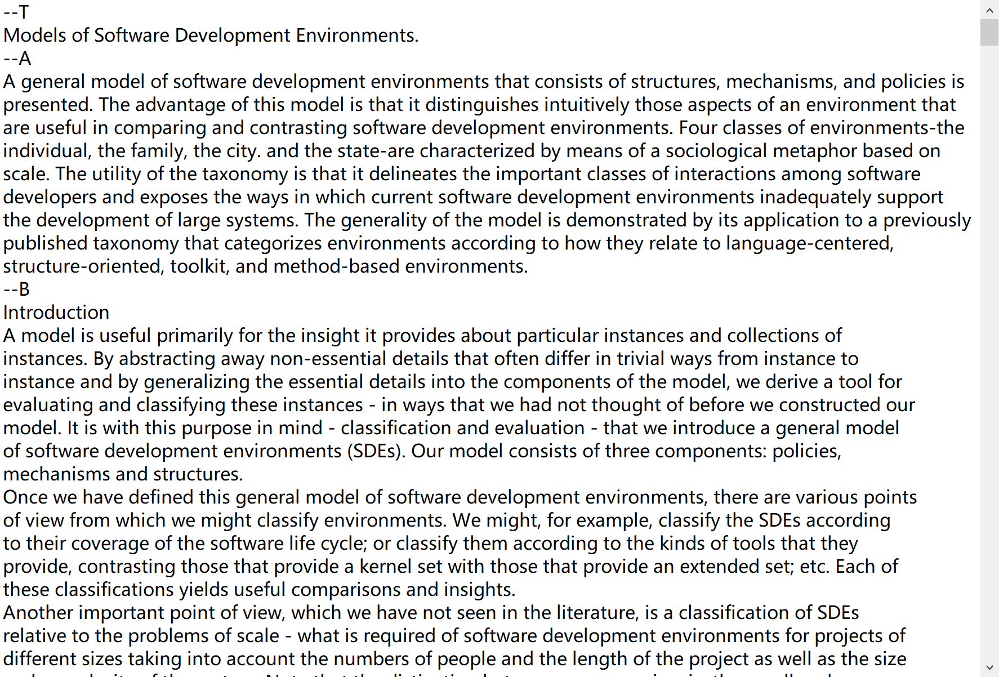 --T
Models of Software Development Environments.
--A
A general model of software development environments that consists of structures, mechanisms, and policies is
presented. The advantage of this model is that it distinguishes intuitively those aspects of an environment that
are useful in comparing and contrasting software development environments. Four classes of environments-the
individual, the family, the city. and the state-are characterized by means of a sociological metaphor based on
scale. The utility of the taxonomy is that it delineates the important classes of interactions among software
developers and exposes the ways in which current software development environments inadequately support
the development of large systems. The generality of the model is demonstrated by its application to a previously
published taxonomy that categorizes environments according to how they relate to language-centered,
structure-oriented, toolkit, and method-based environments.
--B
Introduction
A model is useful primarily for the insight it provides about particular instances and collections of
instances. By abstracting away non-essential details that often differ in trivial ways from instance to
instance and by generalizing the essential details into the components of the model, we derive a tool for
evaluating and classifying these instances - in ways that we had not thought of before we constructed our
model. It is with this purpose in mind - classification and evaluation - that we introduce a general model
of software development environments (SDEs). Our model consists of three components: policies,
mechanisms and structures.
Once we have defined this general model of software development environments, there are various points
of view from which we might classify environments. We might, for example, classify the SDEs according
to their coverage of the software life cycle; or classify them according to the kinds of tools that they
provide, contrasting those that provide a kernel set with those that provide an extended set; etc. Each of
these classifications yields useful comparisons and insights.
Another important point of view, which we have not seen in the literature, is a classification of SDEs
relative to the problems of scale - what is required of software development environments for projects of
different sizes taking into account the numbers of people and the length of the project as well as the size